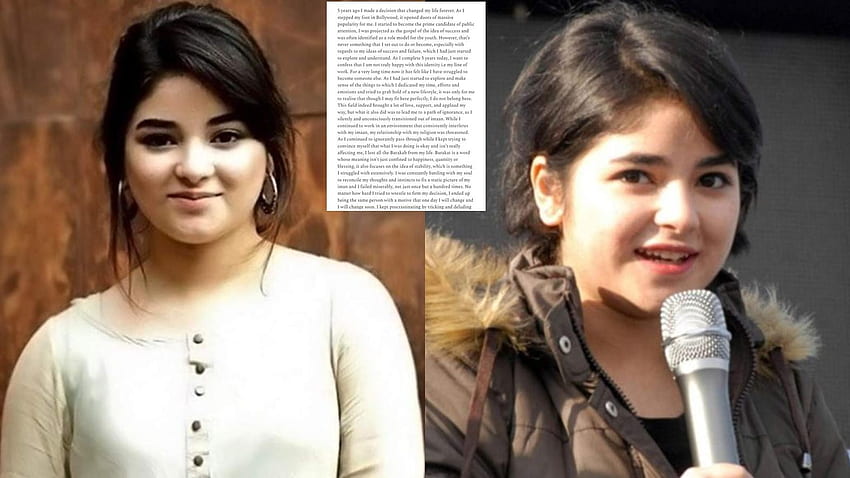 5 years ago I made a decision that changed my life forever. As I
stepped my foot in Bollywood, it opened doors of massive
popularity for me. I started to become the prime candidate of public
attention, I was projected as the gospel of the idea of success and
was often identified as a role model for the youth. However, that's
never something that I set out to do or become, especially with
regards to my ideas of success and failure, which I had just started
to explore and understand. As I complete 5 years today, I want to
confess that I am not truly happy with this identity i.e my line of
work. For a very long time now it has felt like I have struggled to
become someone else. As I had just started to explore and make
sense of the things to which I dedicated my time, efforts and
emotions and tried to grab hold of a new lifestyle, it was only for me
to realise that though I may fit here perfectly, I do not belong here.
This field indeed brought a lot of love, support, and applaud my
way, but what it also did was to lead me to a path of ignorance, as I
silently and unconsciously transitioned out of imaan. While I
continued to work in an environment that consistently interfered
with my imaan, my relationship with my religion was threatened.
As I continued to ignorantly pass through while I kept trying to
convince myself that what I was doing is okay and isn't really
affecting me, I lost all the Barakah from my life. Barakat is a word
whose meaning isn't just confined to happiness, quantity or
blessing, it also focuses on the idea of stability, which is something
I struggled with extensively. I was constantly battling with my soul
to reconcile my thoughts and instincts to fix a static picture of my
iman and I failed miserably, not just once but a hundred times. No
matter how hard I tried to wrestle to firm my decision, I ended up
being the same person with a motive that one day I will change and
I will change soon. I kept procrastinating by tricking and deluding